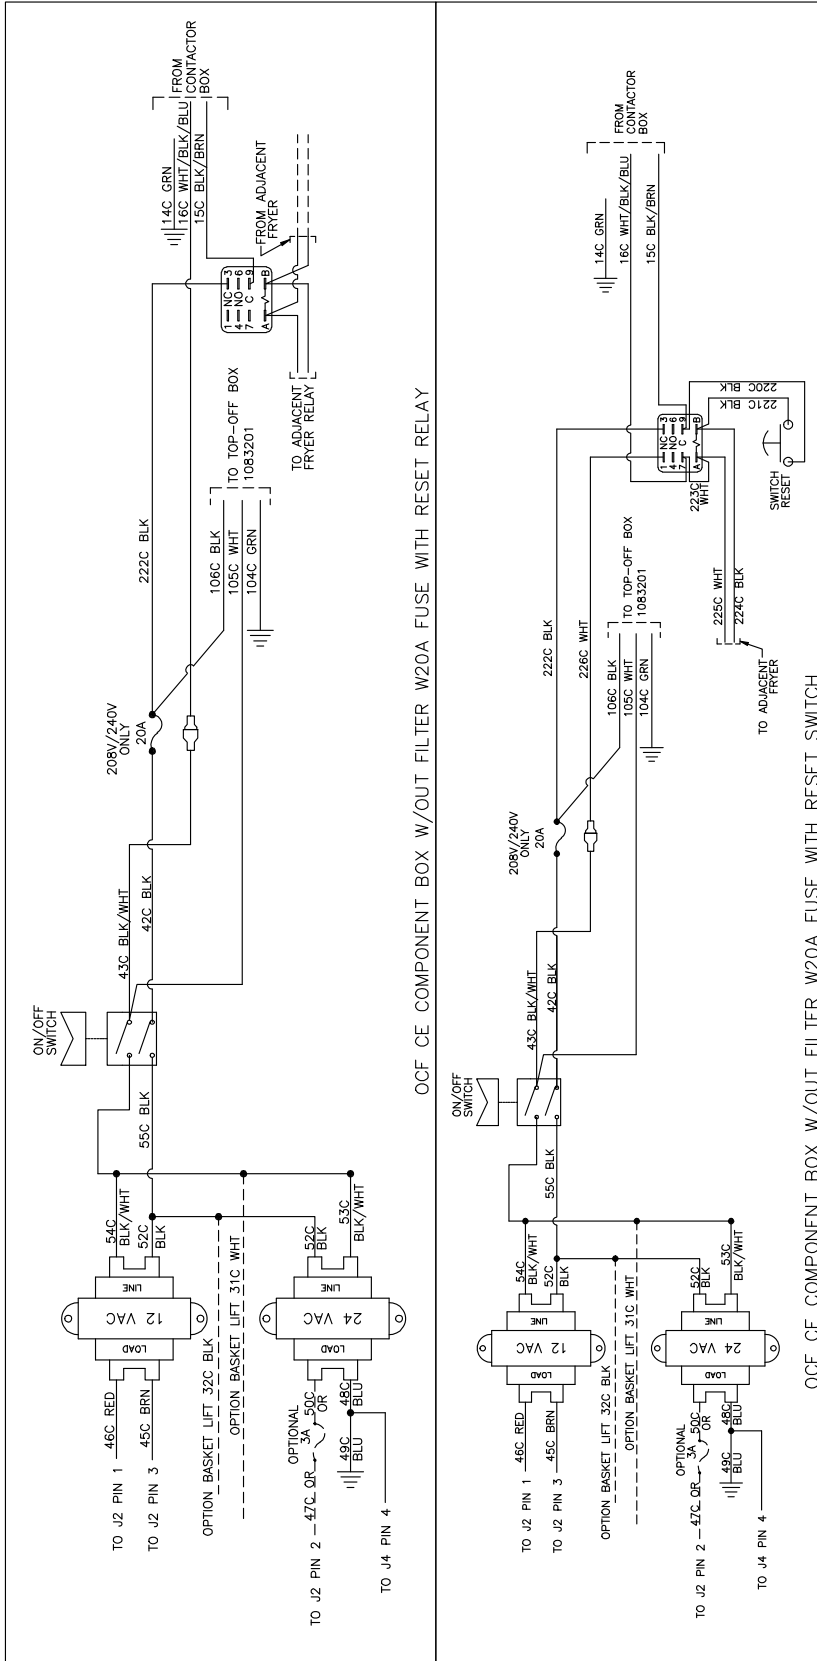 FROM
CONTACTOR
BOX
14C GRN
16C WHT/BLK/BLU
15C BLK/BRN
FROM ADJACENT
FRYER
1 NC 3
4 NO 6
7 C 9
A B
TO ADJACENT
FRYER RELAY
TO TOP-OFF BOX
1083201
222C BLK
106C BLK
105C WHT
104C GRN
208V/240V
ONLY
20A
43C BLK/WHT
42C BLK
ON/OFF
SWITCH
55C BLK
54C
BLK/WHT
52C
BLK
52C
BLK
53C
BLK/WHT
LINE
12 VAC
LOAD
LINE
24 VAC
LOAD
46C RED
45C BRN
TO J2 PIN 1
TO J2 PIN 3
OPTION BASKET LIFT 32C BLK
OPTION BASKET LIFT 31C WHT
OPTIONAL
3A
50C
OR
48C
BLU
49C
BLU
TO J2 PIN 2
47C OR
TO J4 PIN 4
OCF CE COMPONENT BOX W/OUT FILTER W20A FUSE WITH RESET RELAY
FROM
CONTACTOR
BOX
14C GRN
16C WHT/BLK/BLU
15C BLK/BRN
220C BLK
221C BLK
1 NC 3
4 NO 6
7 C 9
A B
223C
WHT
SWITCH
RESET
225C WHT
224C BLK
TO ADJACENT
FRYER
TO TOP-OFF BOX
1083201
222C BLK
226C WHT
106C BLK
105C WHT
104C GRN
208V/240V
ONLY
20A
43C BLK/WHT
42C BLK
ON/OFF
SWITCH
55C BLK
54C
BLK/WHT
52C
BLK
52C
BLK
53C
BLK/WHT
LINE
12 VAC
LOAD
LINE
24 VAC
LOAD
46C RED
45C BRN
TO J2 PIN 1
TO J2 PIN 3
OPTION BASKET LIFT 32C BLK
OPTION BASKET LIFT 31C WHT
OPTIONAL
3A
50C
OR
48C
BLU
49C
BLU
TO J2 PIN 2
47C OR
TO J4 PIN 4
OCF CE COMPONENT BOX W/OUT FILTER W20A FUSE WITH RESET SWITCH